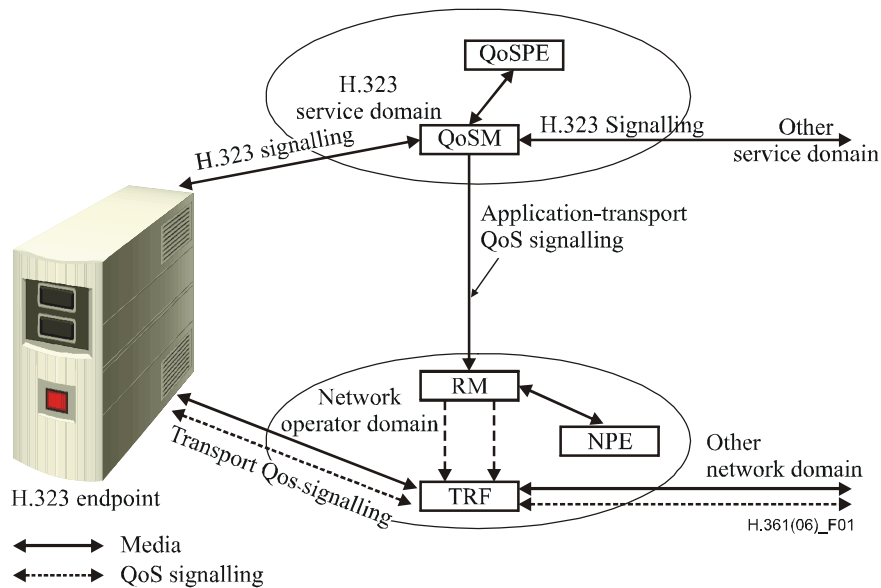 QoSPE
H.323
service domain
H.323 signalling
QoSM
H.323 Signalling
Other
service domain
Application-transport
QoS signalling
RM
Network
operator domain
NPE
Transport Qos signalling
TRF
Other
network domain
H.323 endpoint
H.361(06)_F01
Media
QoS signalling